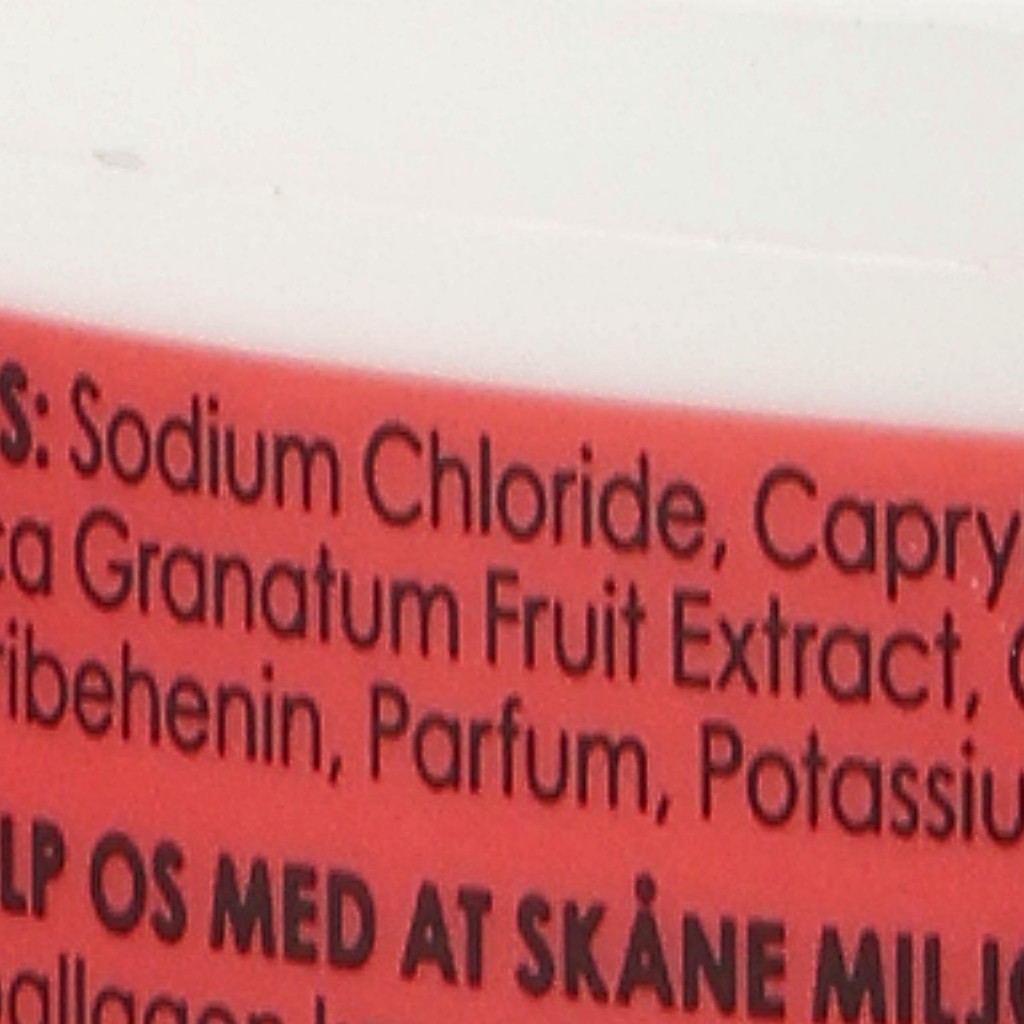 S: Sodium Chloride, Capry
ca Granatum Fruit Extract,
ribehenin, Parfum, Potassiu
LP OS MED AT SKÅNE MILJ